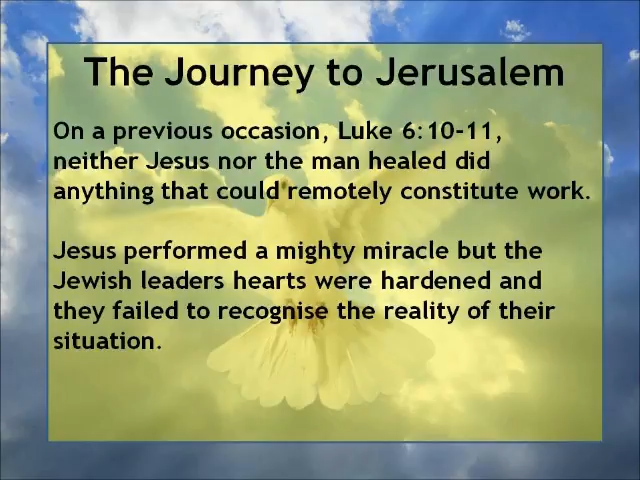 The Journey to Jerusalem
On a previous occasion, Luke 6:10-11,
neither Jesus nor the man healed did
anything that could remotely constitute work.
Jesus performed a mighty miracle but the
Jewish leaders hearts were hardened and
they failed to recognise the reality of their
situation.